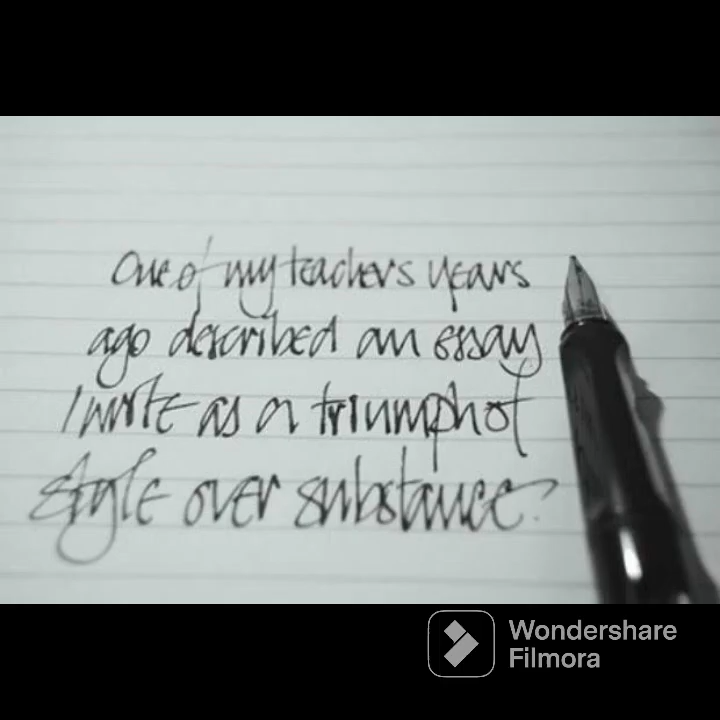 One of my teachers years
ago described an essay
I wrote as a triumph of
style over substance.
Wondershare
Filmora